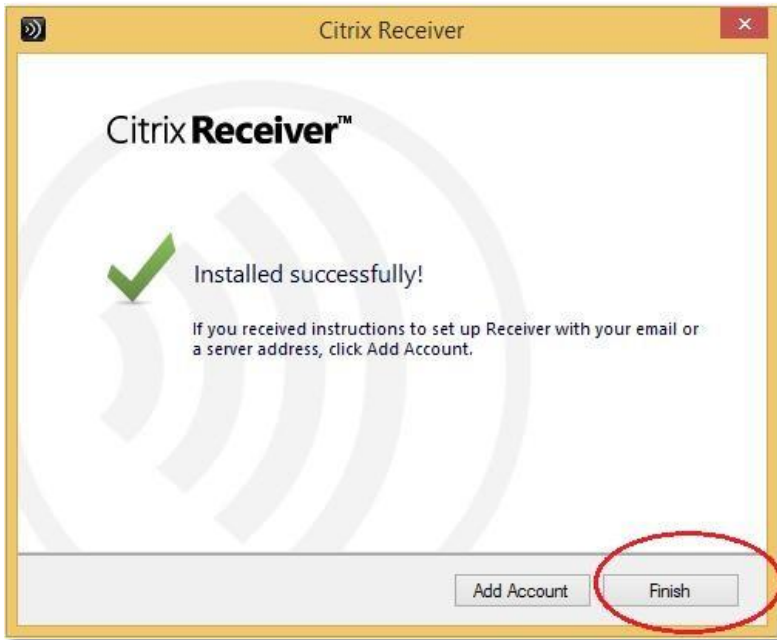 Citrix Receiver
Citrix Receiver™
Installed successfully!
If you received instructions to set up Receiver with your email or
a server address, click Add Account.
Add Account Finish